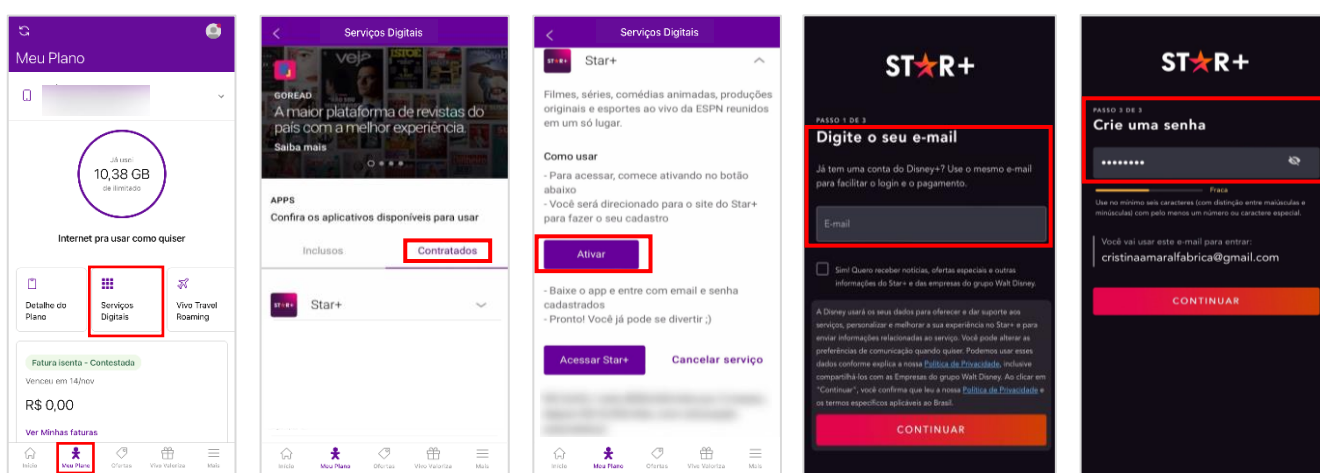 Meu Plano
Já usei
10,38 GB
de ilimitado
Internet pra usar como quiser
Detalhe do
Plano
Serviços
Digitais
Vivo Travel
Roaming
Fatura isenta - Contestada
Venceu em 14/nov
R$ 0,00
Ver Minhas faturas
Início
Meu Plano
Ofertas
Vivo Valoriza
Mais
Serviços Digitais
veja
ISTOÉ
GOREAD
A maior plataforma de revistas do
país com a melhor experiência.
Saiba mais
APPS
Confira os aplicativos disponíveis para usar
Inclusos
Contratados
STAR+
Star+
Início
Meu Plano
Ofertas
Vivo Valoriza
Mais
Serviços Digitais
STAR+
Star+
Filmes, séries, comédias animadas, produções
originais e esportes ao vivo da ESPN reunidos
em um só lugar.
Como usar
- Para acessar, comece ativando no botão
abaixo
- Você será direcionado para o site do Star+
para fazer o seu cadastro
Ativar
- Baixe o app e entre com email e senha
cadastrados
- Pronto! Você já pode se divertir ;)
Acessar Star+
Cancelar serviço
Início
Meu Plano
Ofertas
Vivo Valoriza
Mais
STAR+
PASSO 1 DE 3
Digite o seu e-mail
Já tem uma conta do Disney+? Use o mesmo e-mail
para facilitar o login e o pagamento.
E-mail
Sim! Quero receber notícias, ofertas especiais e outras
informações do Star+ e das empresas do grupo Walt Disney.
A Disney usará os seus dados para oferecer e dar suporte aos
serviços, personalizar e melhorar a sua experiência no Star+ e para
enviar informações relacionadas ao serviço. Você pode alterar as
preferências de comunicação quando quiser. Podemos usar esses
dados conforme explica a nossa Política de Privacidade, inclusive
compartilhá-los com as Empresas do grupo Walt Disney. Ao clicar em
"Continuar", você confirma que leu a nossa Política de Privacidade e
os termos específicos aplicáveis ao Brasil.
CONTINUAR
STAR+
PASSO 3 DE 3
Crie uma senha
••••••••
Fraca
Use no mínimo seis caracteres (com distinção entre maiúsculas e
minúsculas) com pelo menos um número ou caractere especial.
Você vai usar este e-mail para entrar:
cristinaamaralfabrica@gmail.com
CONTINUAR